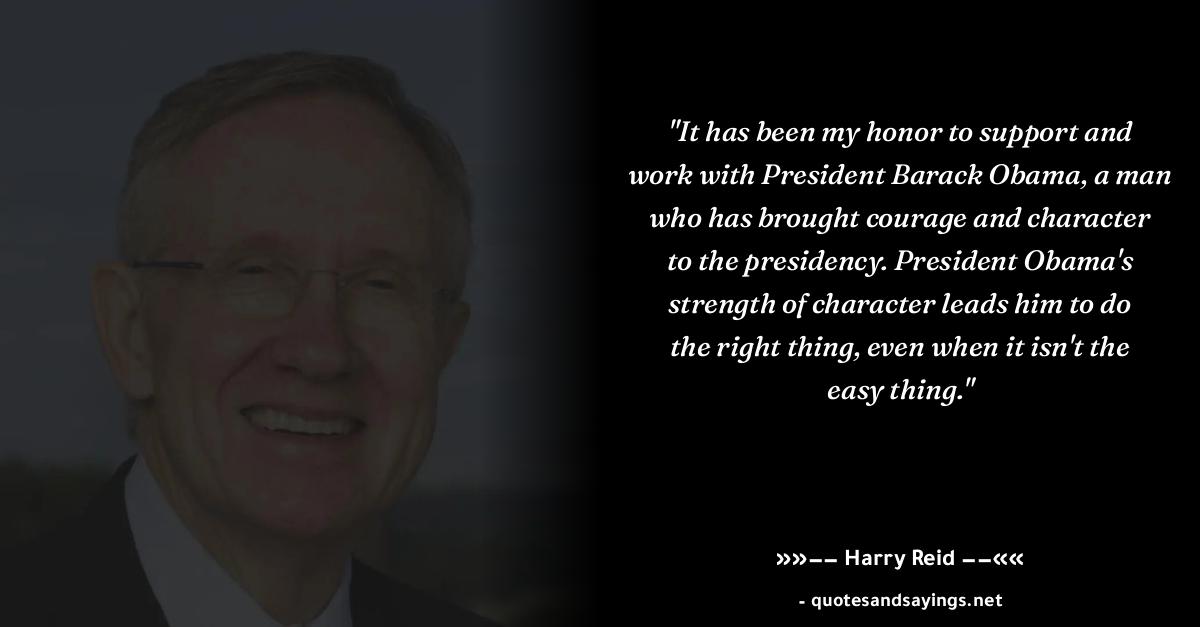 "It has been my honor to support and
work with President Barack Obama, a man
who has brought courage and character
to the presidency. President Obama's
strength of character leads him to do
the right thing, even when it isn't the
easy thing."
»»-- Harry Reid --««
- quotesandsayings.net